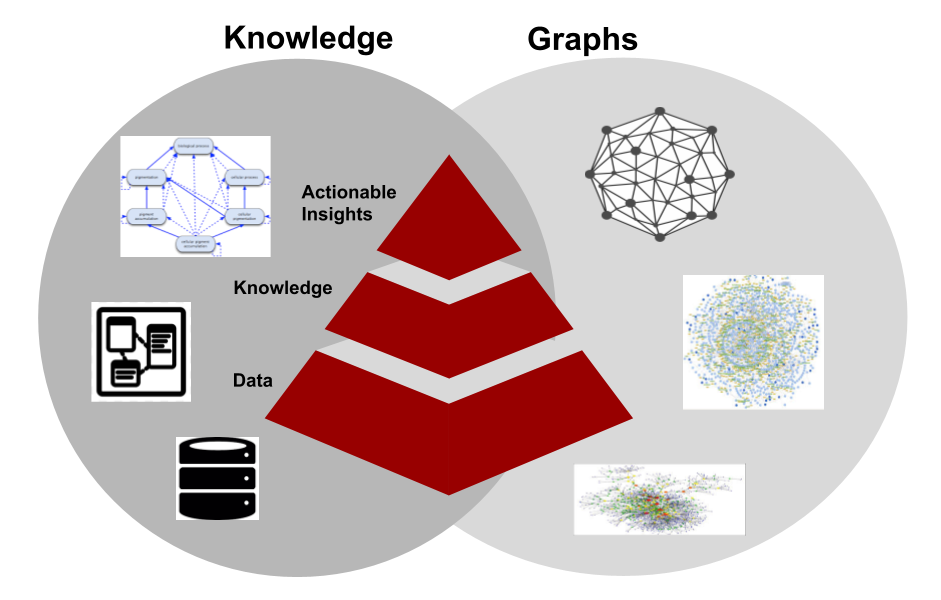 Knowledge
Graphs
biological process
pigmentation
cellular process
pigment
accumulation
cellular
pigmentation
cellular pigment
accumulation
Actionable
Insights
Knowledge
Data